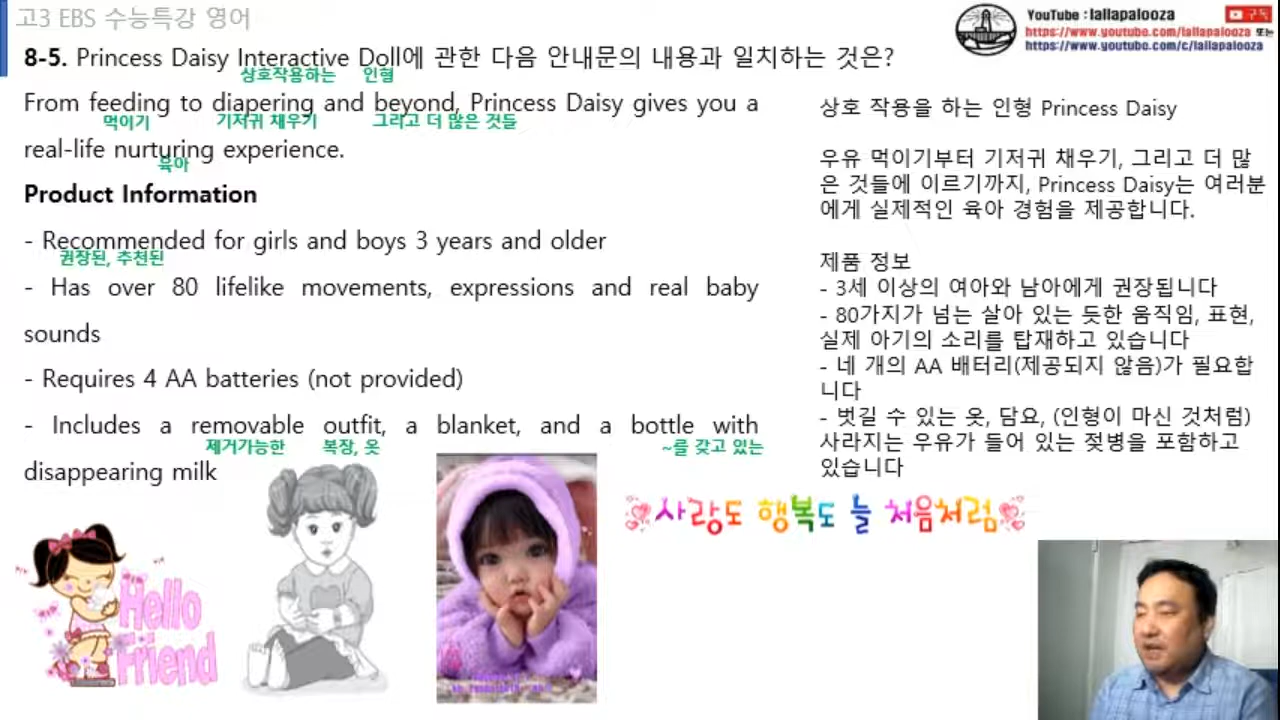 고3 EBS 수능특강 영어
YouTube : lallapalooza
구독
https://www.youtube.com/lallapalooza 또는
https://www.youtube.com/c/lallapalooza
8-5. Princess Daisy Interactive Doll에 관한 다음 안내문의 내용과 일치하는 것은?
상호작용하는 인형
From feeding to diapering and beyond, Princess Daisy gives you a
먹이기 기저귀 채우기 그리고 더 많은 것들
real-life nurturing experience.
육아
Product Information
- Recommended for girls and boys 3 years and older
권장된, 추천된
- Has over 80 lifelike movements, expressions and real baby
sounds
- Requires 4 AA batteries (not provided)
- Includes a removable outfit, a blanket, and a bottle with
제거가능한 복장, 옷 ~를 갖고 있는
disappearing milk
상호 작용을 하는 인형 Princess Daisy
우유 먹이기부터 기저귀 채우기, 그리고 더 많
은 것들에 이르기까지, Princess Daisy는 여러분
에게 실제적인 육아 경험을 제공합니다.
제품 정보
- 3세 이상의 여아와 남아에게 권장됩니다
- 80가지가 넘는 살아 있는 듯한 움직임, 표현,
실제 아기의 소리를 탑재하고 있습니다
- 네 개의 AA 배터리(제공되지 않음)가 필요합
니다
- 벗길 수 있는 옷, 담요, (인형이 마신 것처럼)
사라지는 우유가 들어 있는 젖병을 포함하고
있습니다
사랑도 행복도 늘 처음처럼
Hello
Friend